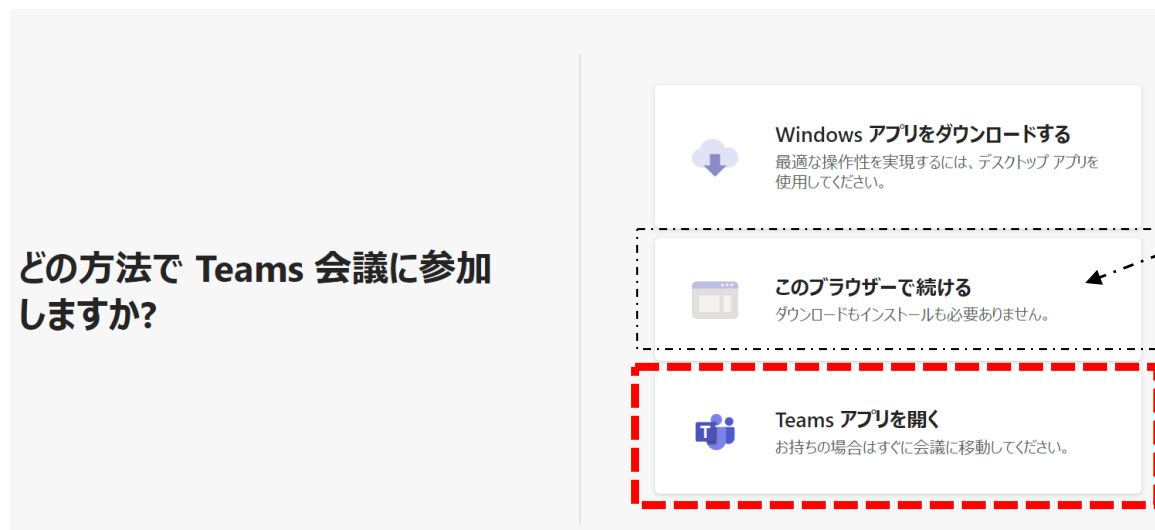 どの方法で Teams 会議に参加
しますか?
Windows アプリをダウンロードする
最適な操作性を実現するには、デスクトップ アプリを
使用してください。
このブラウザーで続ける
ダウンロードもインストールも必要ありません。
Teams アプリを開く
お持ちの場合はすぐに会議に移動してください。